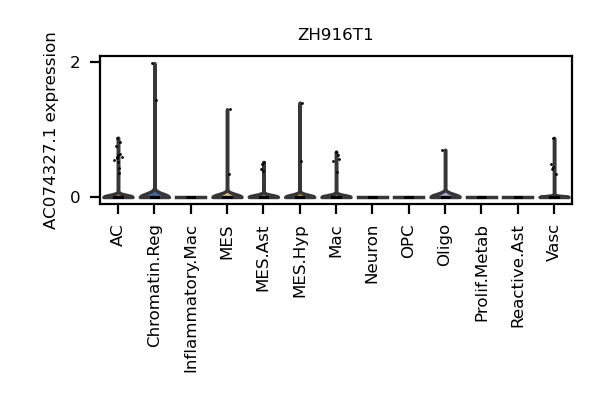 ZH916T1
AC074327.1 expression
2
0
AC
Chromatin.Reg
Inflammatory.Mac
MES
MES.Ast
MES.Hyp
Mac
Neuron
OPC
Oligo
Prolif.Metab
Reactive.Ast
Vasc